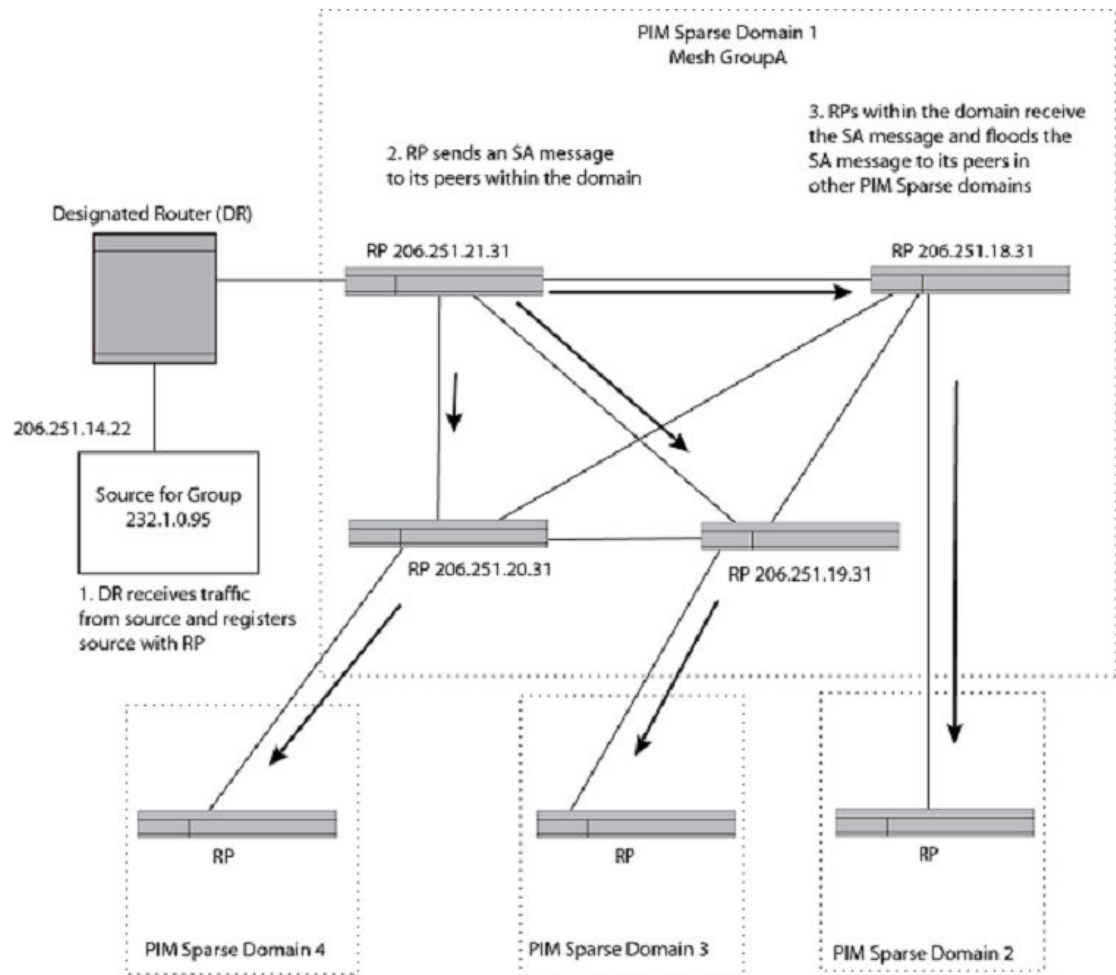 PIM Sparse Domain 1
Mesh GroupA
3. RPs within the domain receive
the SA message and floods the
SA message to its peers in
other PIM Sparse domains
2. RP sends an SA message
to its peers within the domain
Designated Router (DR)
RP 206.251.21.31
RP 206.251.18.31
206.251.14.22
Source for Group
232.1.0.95
RP 206.251.20.31
RP 206.251.19.31
1. DR receives traffic
from source and registers
source with RP
RP
RP
RP
PIM Sparse Domain 4
PIM Sparse Domain 3
PIM Sparse Domain 2